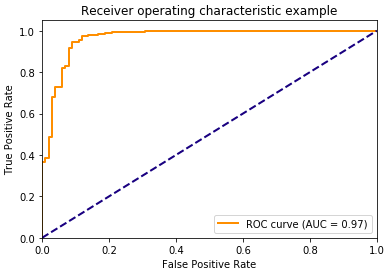 Receiver operating characteristic example
True Positive Rate
1.0
0.8
0.6
0.4
0.2
0.0
ROC curve (AUC = 0.97)
0.0 0.2 0.4 0.6 0.8 1.0
False Positive Rate